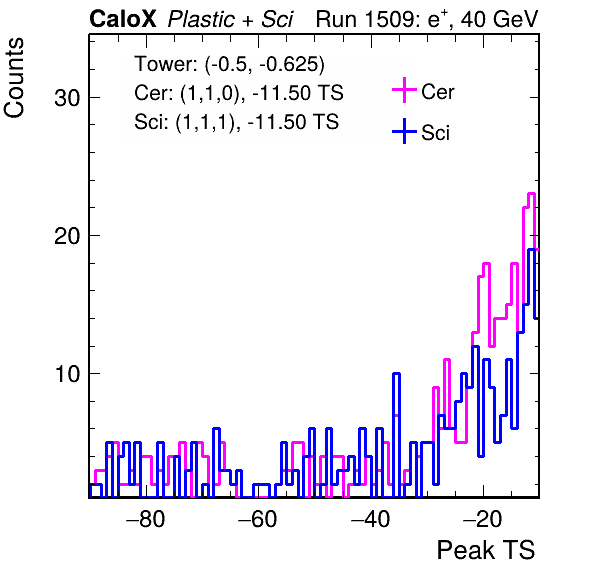 CaloX Plastic + Sci Run 1509: e⁺, 40 GeV
Counts
Tower: (-0.5, -0.625)
Cer: (1,1,0), -11.50 TS
Sci: (1,1,1), -11.50 TS
Cer
Sci
30
20
10
−80 −60 −40 −20
Peak TS